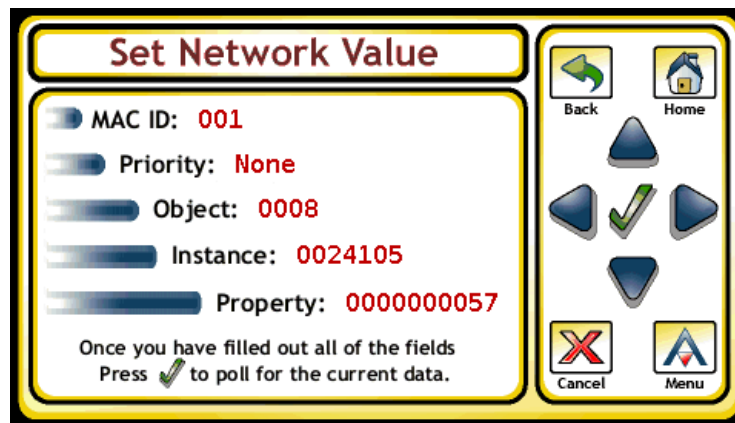 Set Network Value
MAC ID: 001
Priority: None
Object: 0008
Instance: 0024105
Property: 0000000057
Once you have filled out all of the fields
Press to poll for the current data.
Back
Home
Cancel
Menu